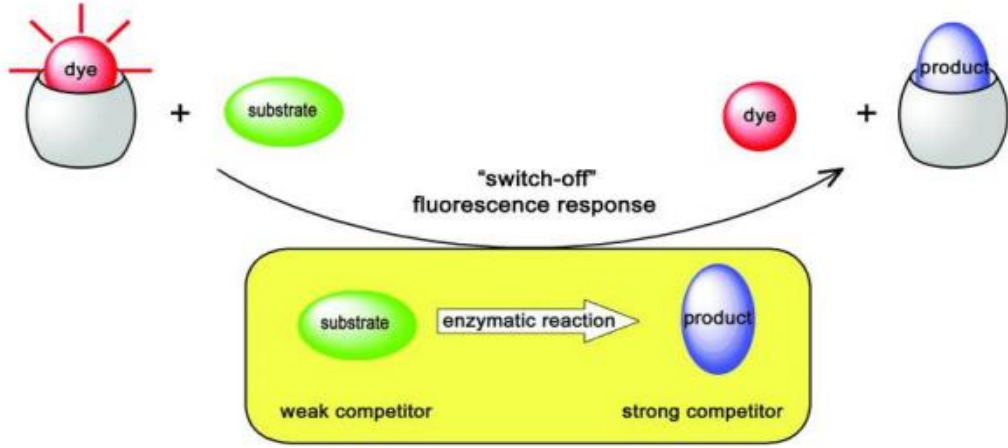 dye
+
substrate
dye
+
product
"switch-off"
fluorescence response
substrate
enzymatic reaction
product
weak competitor
strong competitor